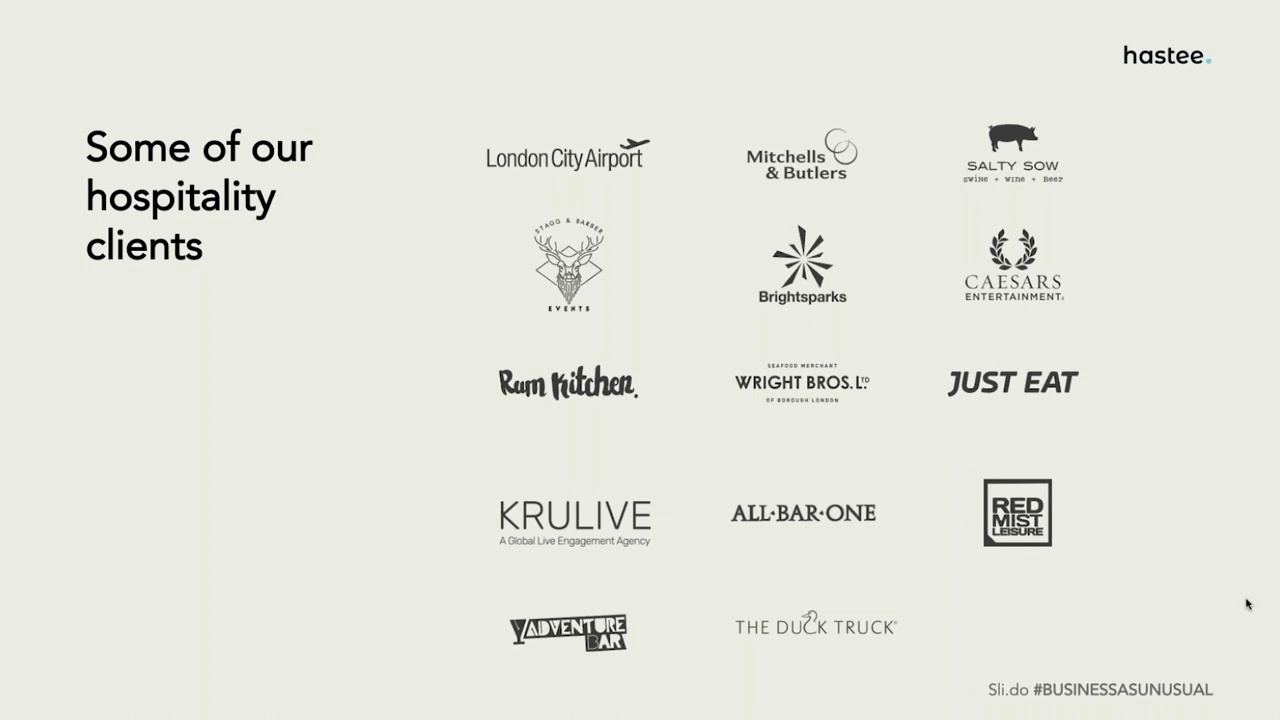 hastee.
Some of our
hospitality
clients
London City Airport
Mitchells
& Butlers
SALTY SOW
SWINE + WINE + BEER
STAGG & BARBER
EVENTS
Brightsparks
CAESARS
ENTERTAINMENT®
Rum Kitchen.
SEAFOOD MERCHANT
WRIGHT BROS. LTD
OF BOROUGH LONDON
JUST EAT
KRULIVE
A Global Live Engagement Agency
ALL·BAR·ONE
RED
MIST
LEISURE
ADVENTURE
BAR
THE DUCK TRUCK®
Sli.do #BUSINESSASUNUSUAL